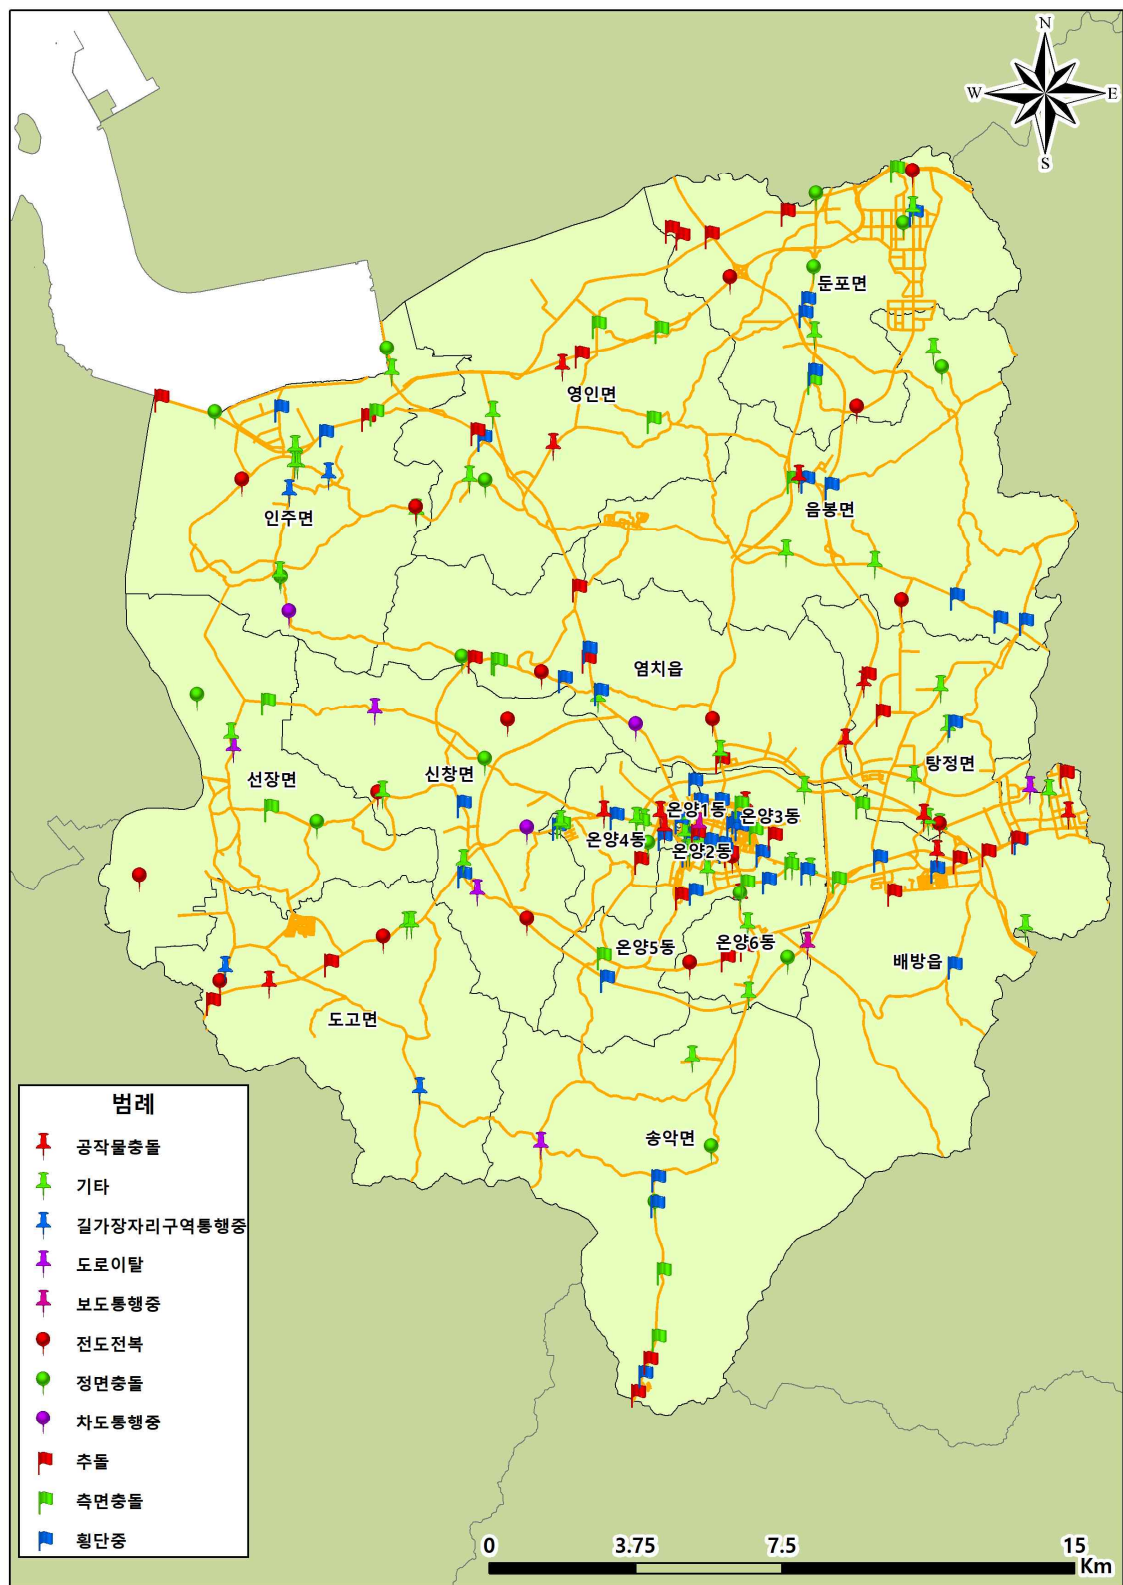 N
W E
S
둔포면
영인면
음봉면
인주면
염치읍
탕정면
신창면
선장면
온양1동
온양3동
온양4동
온양2동
온양6동
온양5동
배방읍
도고면
송악면
범례
공작물충돌
기타
길가장자리구역통행중
도로이탈
보도통행중
전도전복
정면충돌
차도통행중
추돌
측면충돌
횡단중
0 3.75 7.5 15
Km